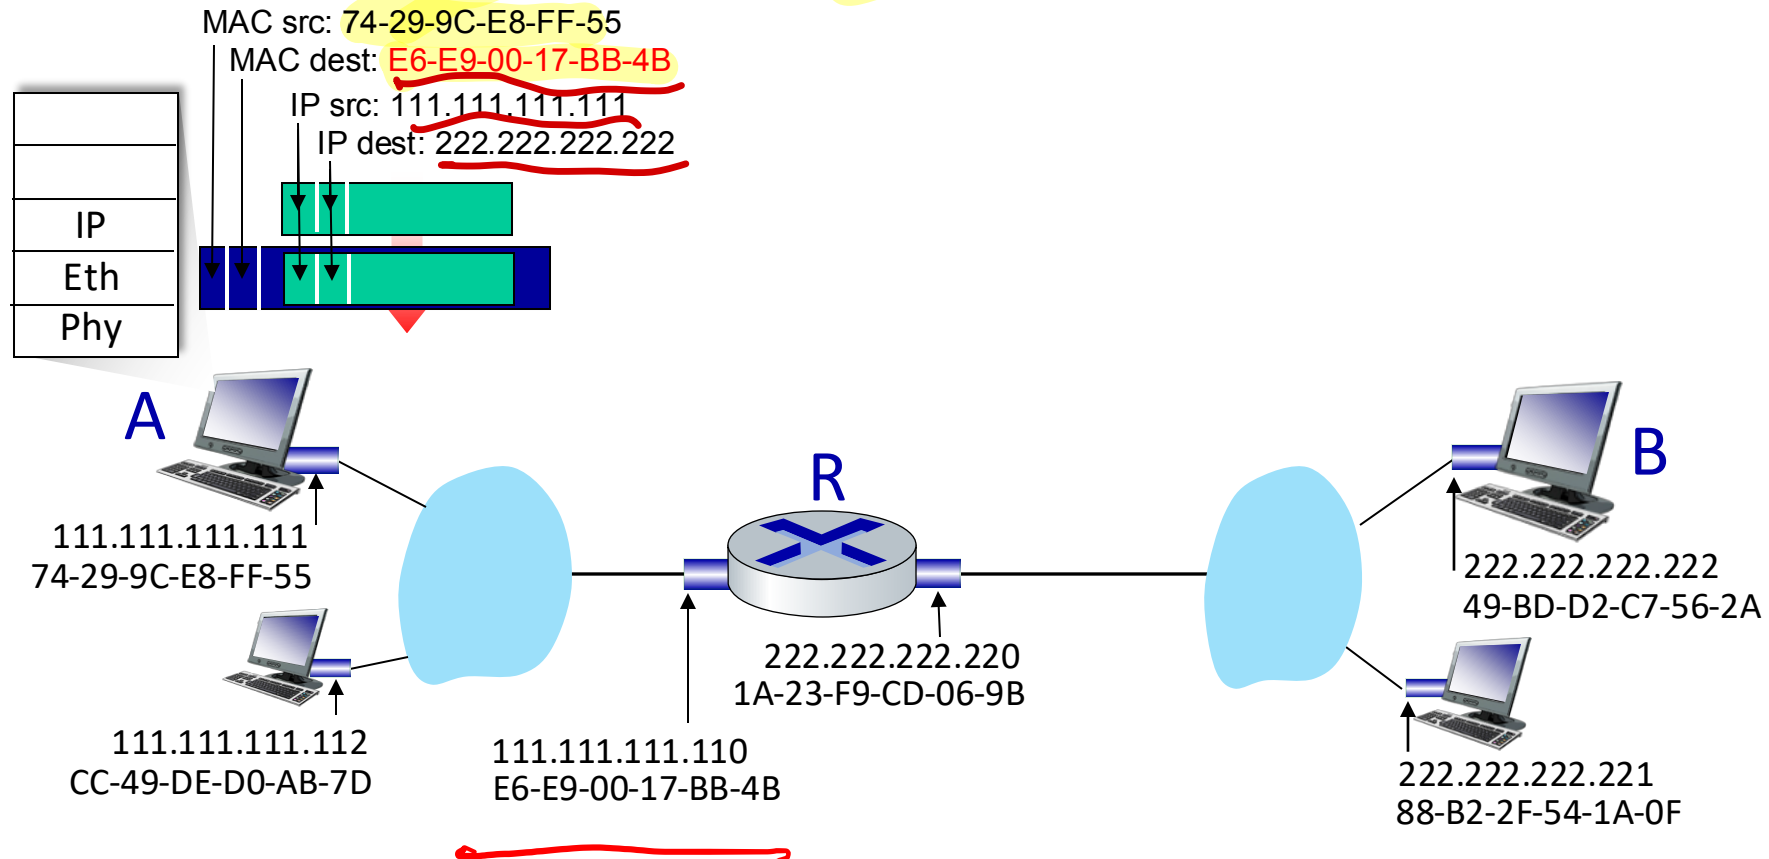 MAC src: 74-29-9C-E8-FF-55
MAC dest: E6-E9-00-17-BB-4B
IP src: 111.111.111.111
IP dest: 222.222.222.222
IP
Eth
Phy
A
R
B
111.111.111.111
74-29-9C-E8-FF-55
222.222.222.222
49-BD-D2-C7-56-2A
222.222.222.220
1A-23-F9-CD-06-9B
111.111.111.112
CC-49-DE-D0-AB-7D
111.111.111.110
E6-E9-00-17-BB-4B
222.222.222.221
88-B2-2F-54-1A-0F